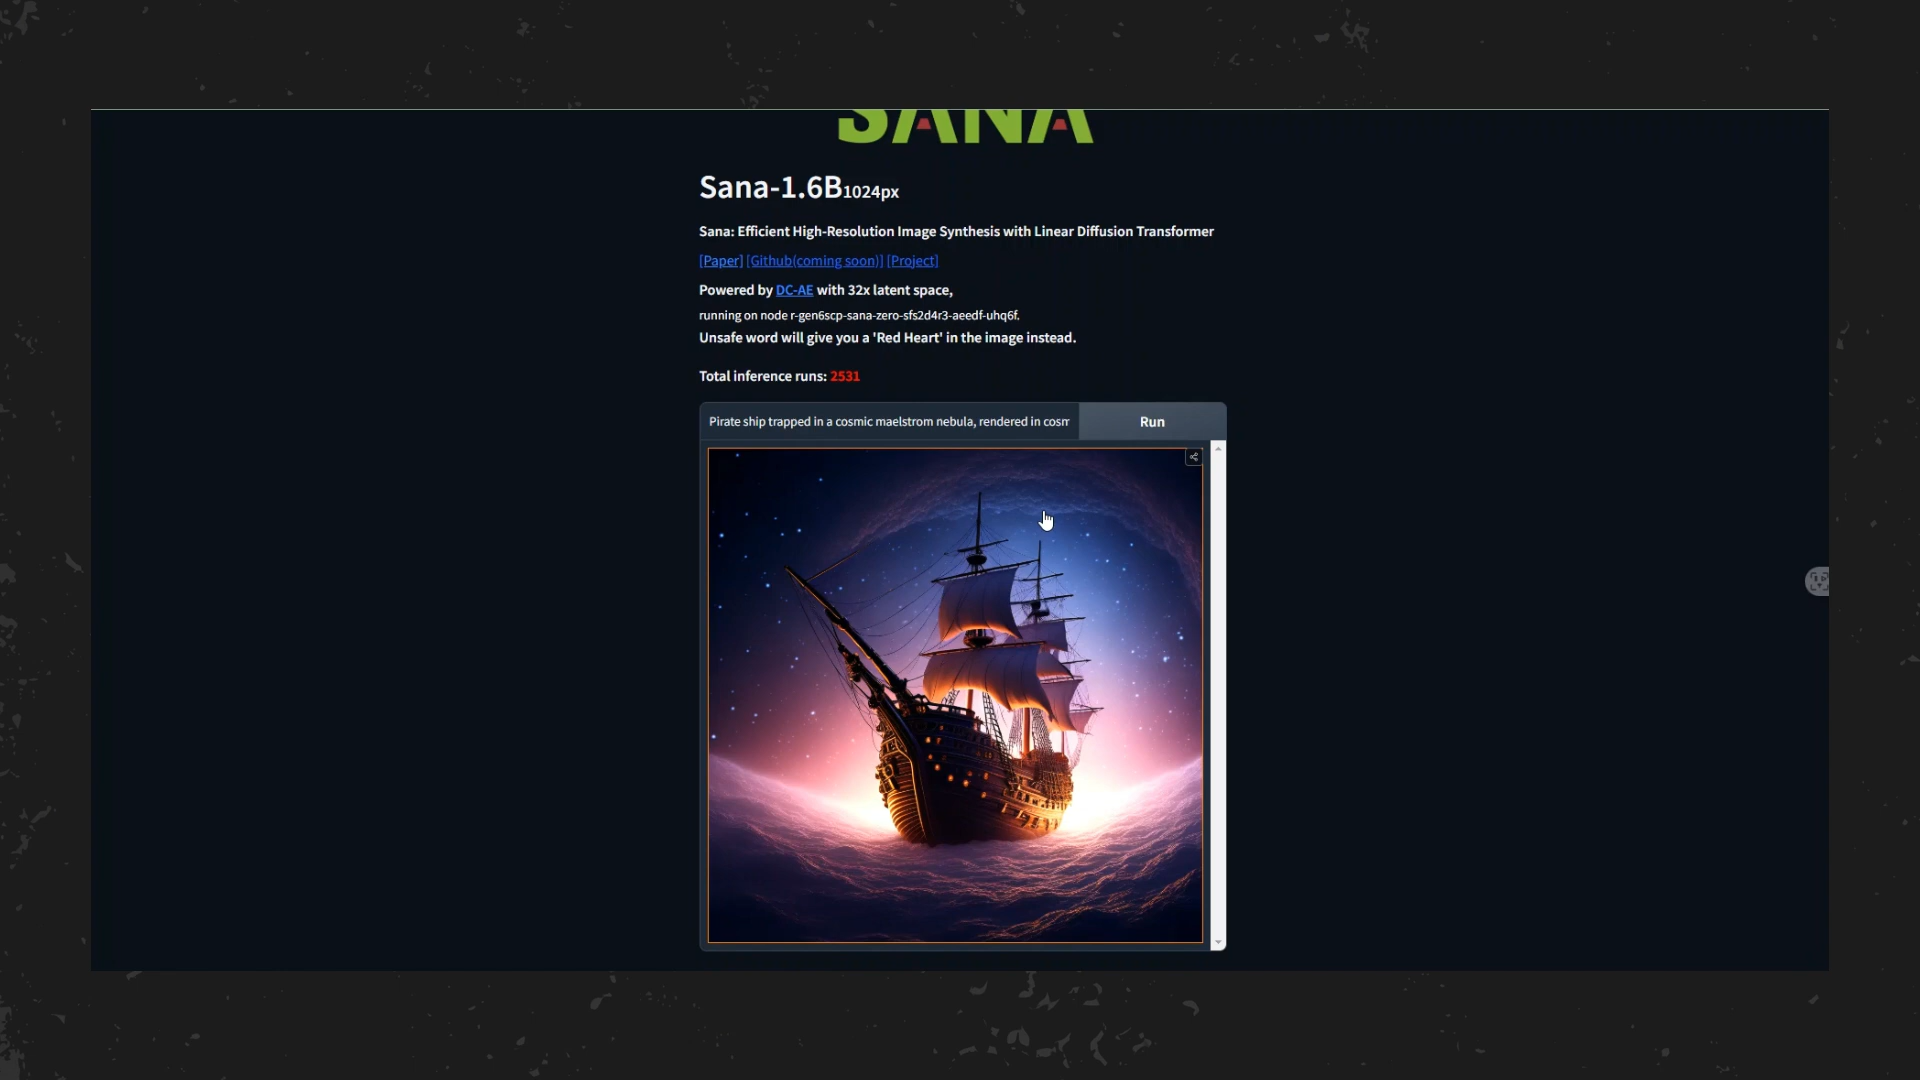 SANA
Sana-1.6B1024px
Sana: Efficient High-Resolution Image Synthesis with Linear Diffusion Transformer
[Paper] [Github(coming soon)] [Project]
Powered by DC-AE with 32x latent space,
running on node r-gen6scp-sana-zero-sfs2d4r3-aeedf-uhq6f.
Unsafe word will give you a 'Red Heart' in the image instead.
Total inference runs: 2531
Pirate ship trapped in a cosmic maelstrom nebula, rendered in cosm
Run